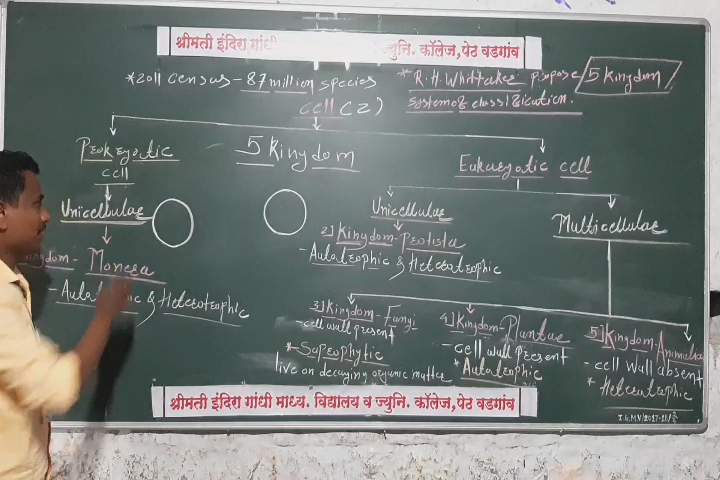 श्रीमती इंदिरा गांधी ज्युनि. कॉलेज,पेठ वडगांव
*2011 census-87million species
* R.H. Whittaker propose 5 kingdom
system of classification.
cell(2)
Prokaryotic
cell
5 Kingdom
Eukaryotic cell
Unicellular
Unicellular
Multicellular
2) Kingdom-Protista
-Autotrophic & Heterotrophic
Kingdom- Monera
& Heterotrophic
3) Kingdom-Fungi
-cell wall present
*Saprophytic
live on decaying organic matter
4) Kingdom-Plantae
-cell wall present
* Autotrophic
5) Kingdom-Animalia
- cell wall absent
* Heterotrophic
श्रीमती इंदिरा गांधी माध्य. विद्यालय व ज्युनि. कॉलेज,पेठ वडगांव